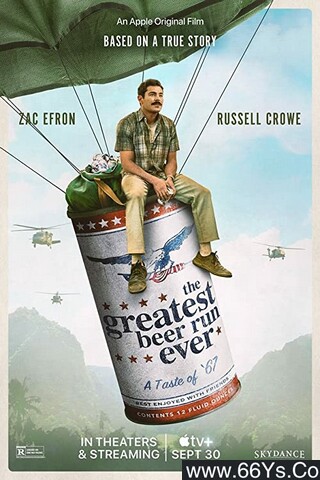 An Apple Original Film
BASED ON A TRUE STORY
ZAC EFRON
RUSSELL CROWE
the
greatest
beer run
ever
A Taste of '67
BEST ENJOYED WITH FRIENDS
CONTENTS 12 FLUID OUNCES
IN THEATERS
& STREAMING
tv+
SEPT 30
R
SKYDANCE
www.66Ys.Co